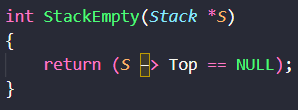 int StackEmpty(Stack *S)
{
    return (S –> Top == NULL);
}